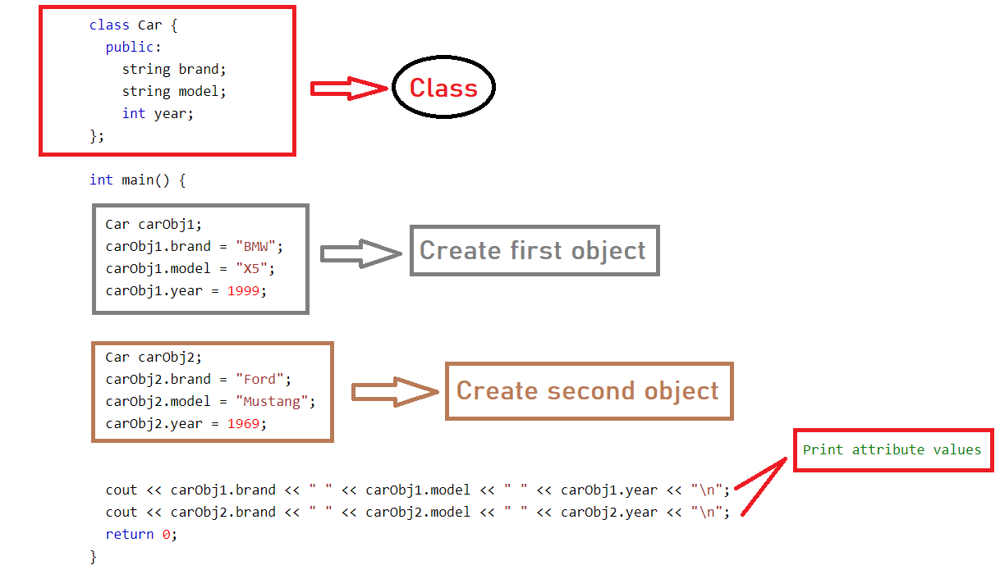 class Car {
public:
string brand;
string model;
int year;
};
Class
int main() {
Car carObj1;
carObj1.brand = "BMW";
carObj1.model = "X5";
carObj1.year = 1999;
Create first object
Car carObj2;
carObj2.brand = "Ford";
carObj2.model = "Mustang";
carObj2.year = 1969;
Create second object
Print attribute values
cout << carObj1.brand << " " << carObj1.model << " " << carObj1.year << "\n";
cout << carObj2.brand << " " << carObj2.model << " " << carObj2.year << "\n";
return 0;
}